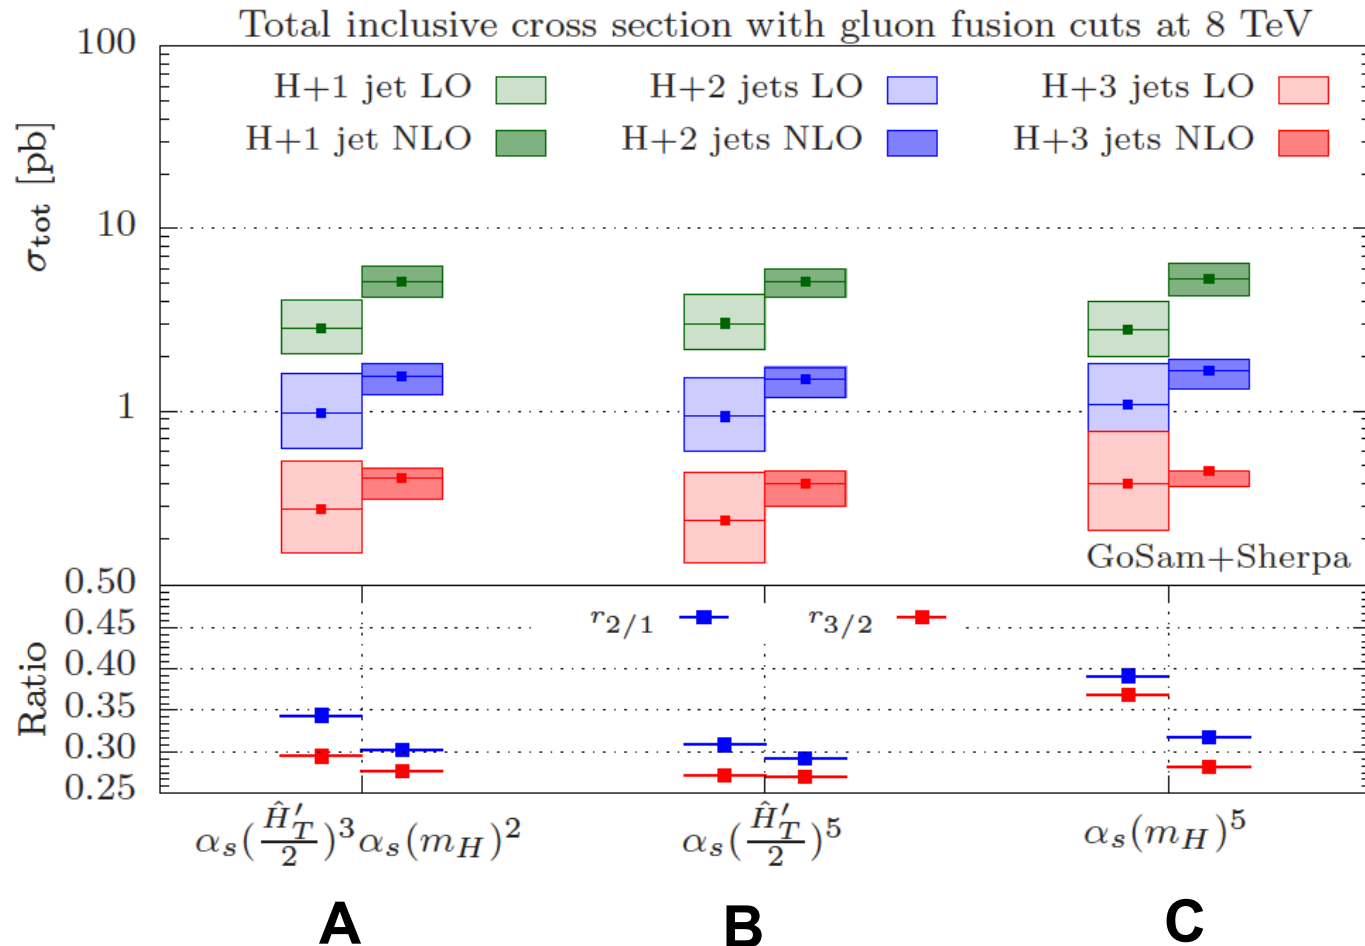 Total inclusive cross section with gluon fusion cuts at 8 TeV
100
H+1 jet LO
H+2 jets LO
H+3 jets LO
H+1 jet NLO
H+2 jets NLO
H+3 jets NLO
σtot [pb]
10
1
GoSam+Sherpa
0.50
r2/1
r3/2
0.45
0.40
Ratio
0.35
0.30
0.25
αs(Ĥ′T/2)^3 αs(mH)^2
αs(Ĥ′T/2)^5
αs(mH)^5
A
B
C